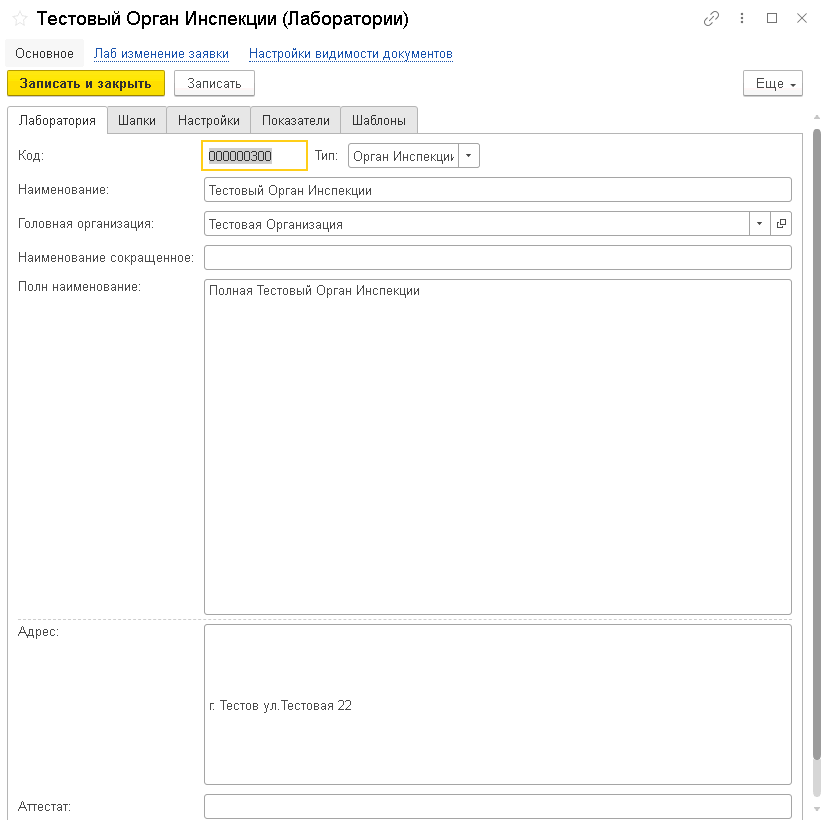 Тестовый Орган Инспекции (Лаборатории)
Основное Лаб изменение заявки Настройки видимости документов
Записать и закрыть Записать Еще
Лаборатория Шапки Настройки Показатели Шаблоны
Код: 000000300 Тип: Орган Инспекции
Наименование: Тестовый Орган Инспекции
Головная организация: Тестовая Организация
Наименование сокращенное:
Полн наименование: Полная Тестовый Орган Инспекции
Адрес:
г. Тестов ул.Тестовая 22
Аттестат: